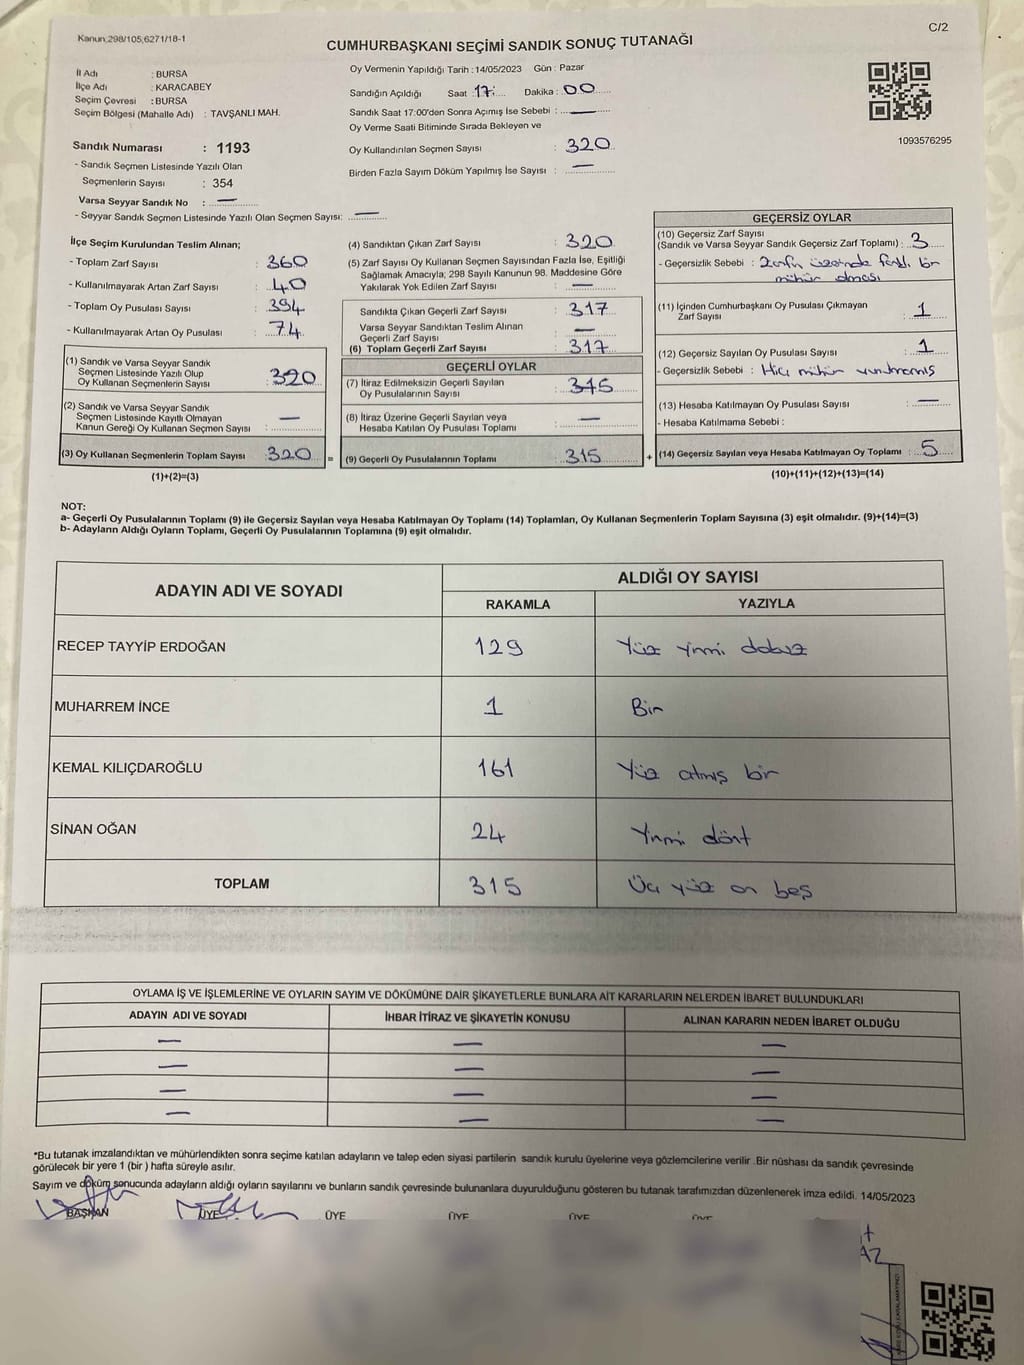 Kanun;298/105;6271/18-1
C/2
CUMHURBAŞKANI SEÇİMİ SANDIK SONUÇ TUTANAĞI
İl Adı : BURSA
İlçe Adı : KARACABEY
Seçim Çevresi : BURSA
Seçim Bölgesi (Mahalle Adı) : TAVŞANLI MAH.
Sandık Numarası : 1193
- Sandık Seçmen Listesinde Yazılı Olan
Seçmenlerin Sayısı : 354
Varsa Seyyar Sandık No : —
- Seyyar Sandık Seçmen Listesinde Yazılı Olan Seçmen Sayısı: —
Oy Vermenin Yapıldığı Tarih : 14/05/2023 Gün : Pazar
Sandığın Açıldığı Saat : 17: Dakika : 00
Sandık Saat 17:00'den Sonra Açımış İse Sebebi : —
Oy Verme Saati Bitiminde Sırada Bekleyen ve
Oy Kullandırılan Seçmen Sayısı : 320
Birden Fazla Sayım Döküm Yapılmış İse Sayısı : —
1093576295
İlçe Seçim Kurulundan Teslim Alınan;
- Toplam Zarf Sayısı : 360
- Kullanılmayarak Artan Zarf Sayısı : 40
- Toplam Oy Pusulası Sayısı : 394
- Kullanılmayarak Artan Oy Pusulası : 74
(1) Sandık ve Varsa Seyyar Sandık
Seçmen Listesinde Yazılı Olup
Oy Kullanan Seçmenlerin Sayısı : 320
(2) Sandık ve Varsa Seyyar Sandık
Seçmen Listesinde Kayıtlı Olmayan
Kanun Gereği Oy Kullanan Seçmen Sayısı : —
(3) Oy Kullanan Seçmenlerin Toplam Sayısı : 320
(1)+(2)=(3)
(4) Sandıktan Çıkan Zarf Sayısı : 320
(5) Zarf Sayısı Oy Kullanan Seçmen Sayısından Fazla İse, Eşitliği
Sağlamak Amacıyla; 298 Sayılı Kanunun 98. Maddesine Göre
Yakılarak Yok Edilen Zarf Sayısı : —
Sandıkta Çıkan Geçerli Zarf Sayısı : 317
Varsa Seyyar Sandıktan Teslim Alınan
Geçerli Zarf Sayısı : —
(6) Toplam Geçerli Zarf Sayısı : 317
GEÇERLİ OYLAR
(7) İtiraz Edilmeksizin Geçerli Sayılan
Oy Pusulalarının Sayısı : 315
(8) İtiraz Üzerine Geçerli Sayılan veya
Hesaba Katılan Oy Pusulası Toplamı : —
= (9) Geçerli Oy Pusulalarının Toplamı : 315
GEÇERSİZ OYLAR
(10) Geçersiz Zarf Sayısı
(Sandık ve Varsa Seyyar Sandık Geçersiz Zarf Toplamı) : 3
- Geçersizlik Sebebi : Zarfın üzerinde farklı bir
mühür olması
(11) İçinden Cumhurbaşkanı Oy Pusulası Çıkmayan
Zarf Sayısı : 1
(12) Geçersiz Sayılan Oy Pusulası Sayısı : 1
- Geçersizlik Sebebi : Hiç mühür vurulmamış
(13) Hesaba Katılmayan Oy Pusulası Sayısı : —
- Hesaba Katılmama Sebebi :
+ (14) Geçersiz Sayılan veya Hesaba Katılmayan Oy Toplamı : 5
(10)+(11)+(12)+(13)=(14)
NOT:
a- Geçerli Oy Pusulalarının Toplamı (9) ile Geçersiz Sayılan veya Hesaba Katılmayan Oy Toplamı (14) Toplamları, Oy Kullanan Seçmenlerin Toplam Sayısına (3) eşit olmalıdır. (9)+(14)=(3)
b- Adayların Aldığı Oyların Toplamı, Geçerli Oy Pusulalarının Toplamına (9) eşit olmalıdır.
ADAYIN ADI VE SOYADI ALDIĞI OY SAYISI
RAKAMLA YAZIYLA
RECEP TAYYİP ERDOĞAN 129 Yüz yirmi dokuz
MUHARREM İNCE 1 Bir
KEMAL KILIÇDAROĞLU 161 Yüz atmış bir
SİNAN OĞAN 24 Yirmi dört
TOPLAM 315 Üç yüz on beş
OYLAMA İŞ VE İŞLEMLERİNE VE OYLARIN SAYIM VE DÖKÜMÜNE DAİR ŞİKAYETLERLE BUNLARA AİT KARARLARIN NELERDEN İBARET BULUNDUKLARI
ADAYIN ADI VE SOYADI İHBAR İTİRAZ VE ŞİKAYETİN KONUSU ALINAN KARARIN NEDEN İBARET OLDUĞU
— — —
— — —
— — —
— — —
*Bu tutanak imzalandıktan ve mühürlendikten sonra seçime katılan adayların ve talep eden siyasi partilerin sandık kurulu üyelerine veya gözlemcilerine verilir .Bir nüshası da sandık çevresinde
görülecek bir yere 1 (bir ) hafta süreyle asılır.
Sayım ve döküm sonucunda adayların aldığı oyların sayılarını ve bunların sandık çevresinde bulunanlara duyurulduğunu gösteren bu tutanak tarafımızdan düzenlenerek imza edildi. 14/05/2023
BAŞKAN ÜYE ÜYE ÜYE ÜYE ÜYE